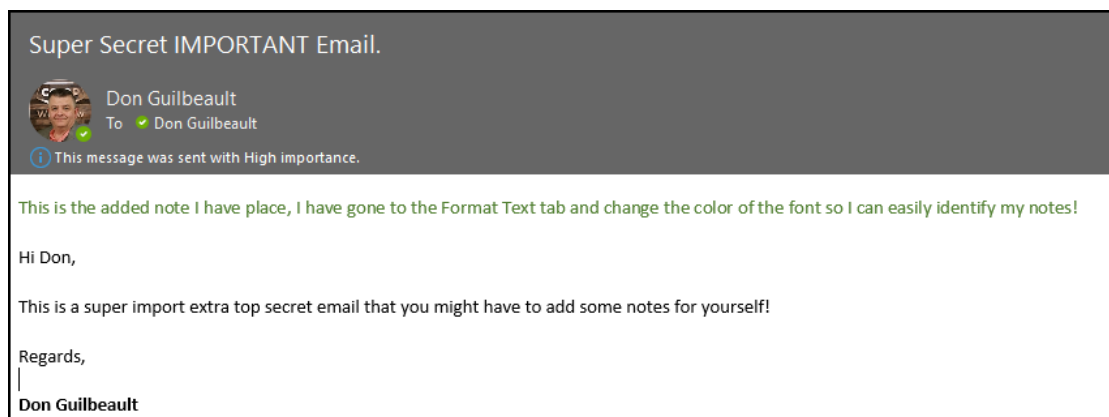 Super Secret IMPORTANT Email.
Don Guilbeault
To Don Guilbeault
This message was sent with High importance.
This is the added note I have place, I have gone to the Format Text tab and change the color of the font so I can easily identify my notes!
Hi Don,
This is a super import extra top secret email that you might have to add some notes for yourself!
Regards,
Don Guilbeault